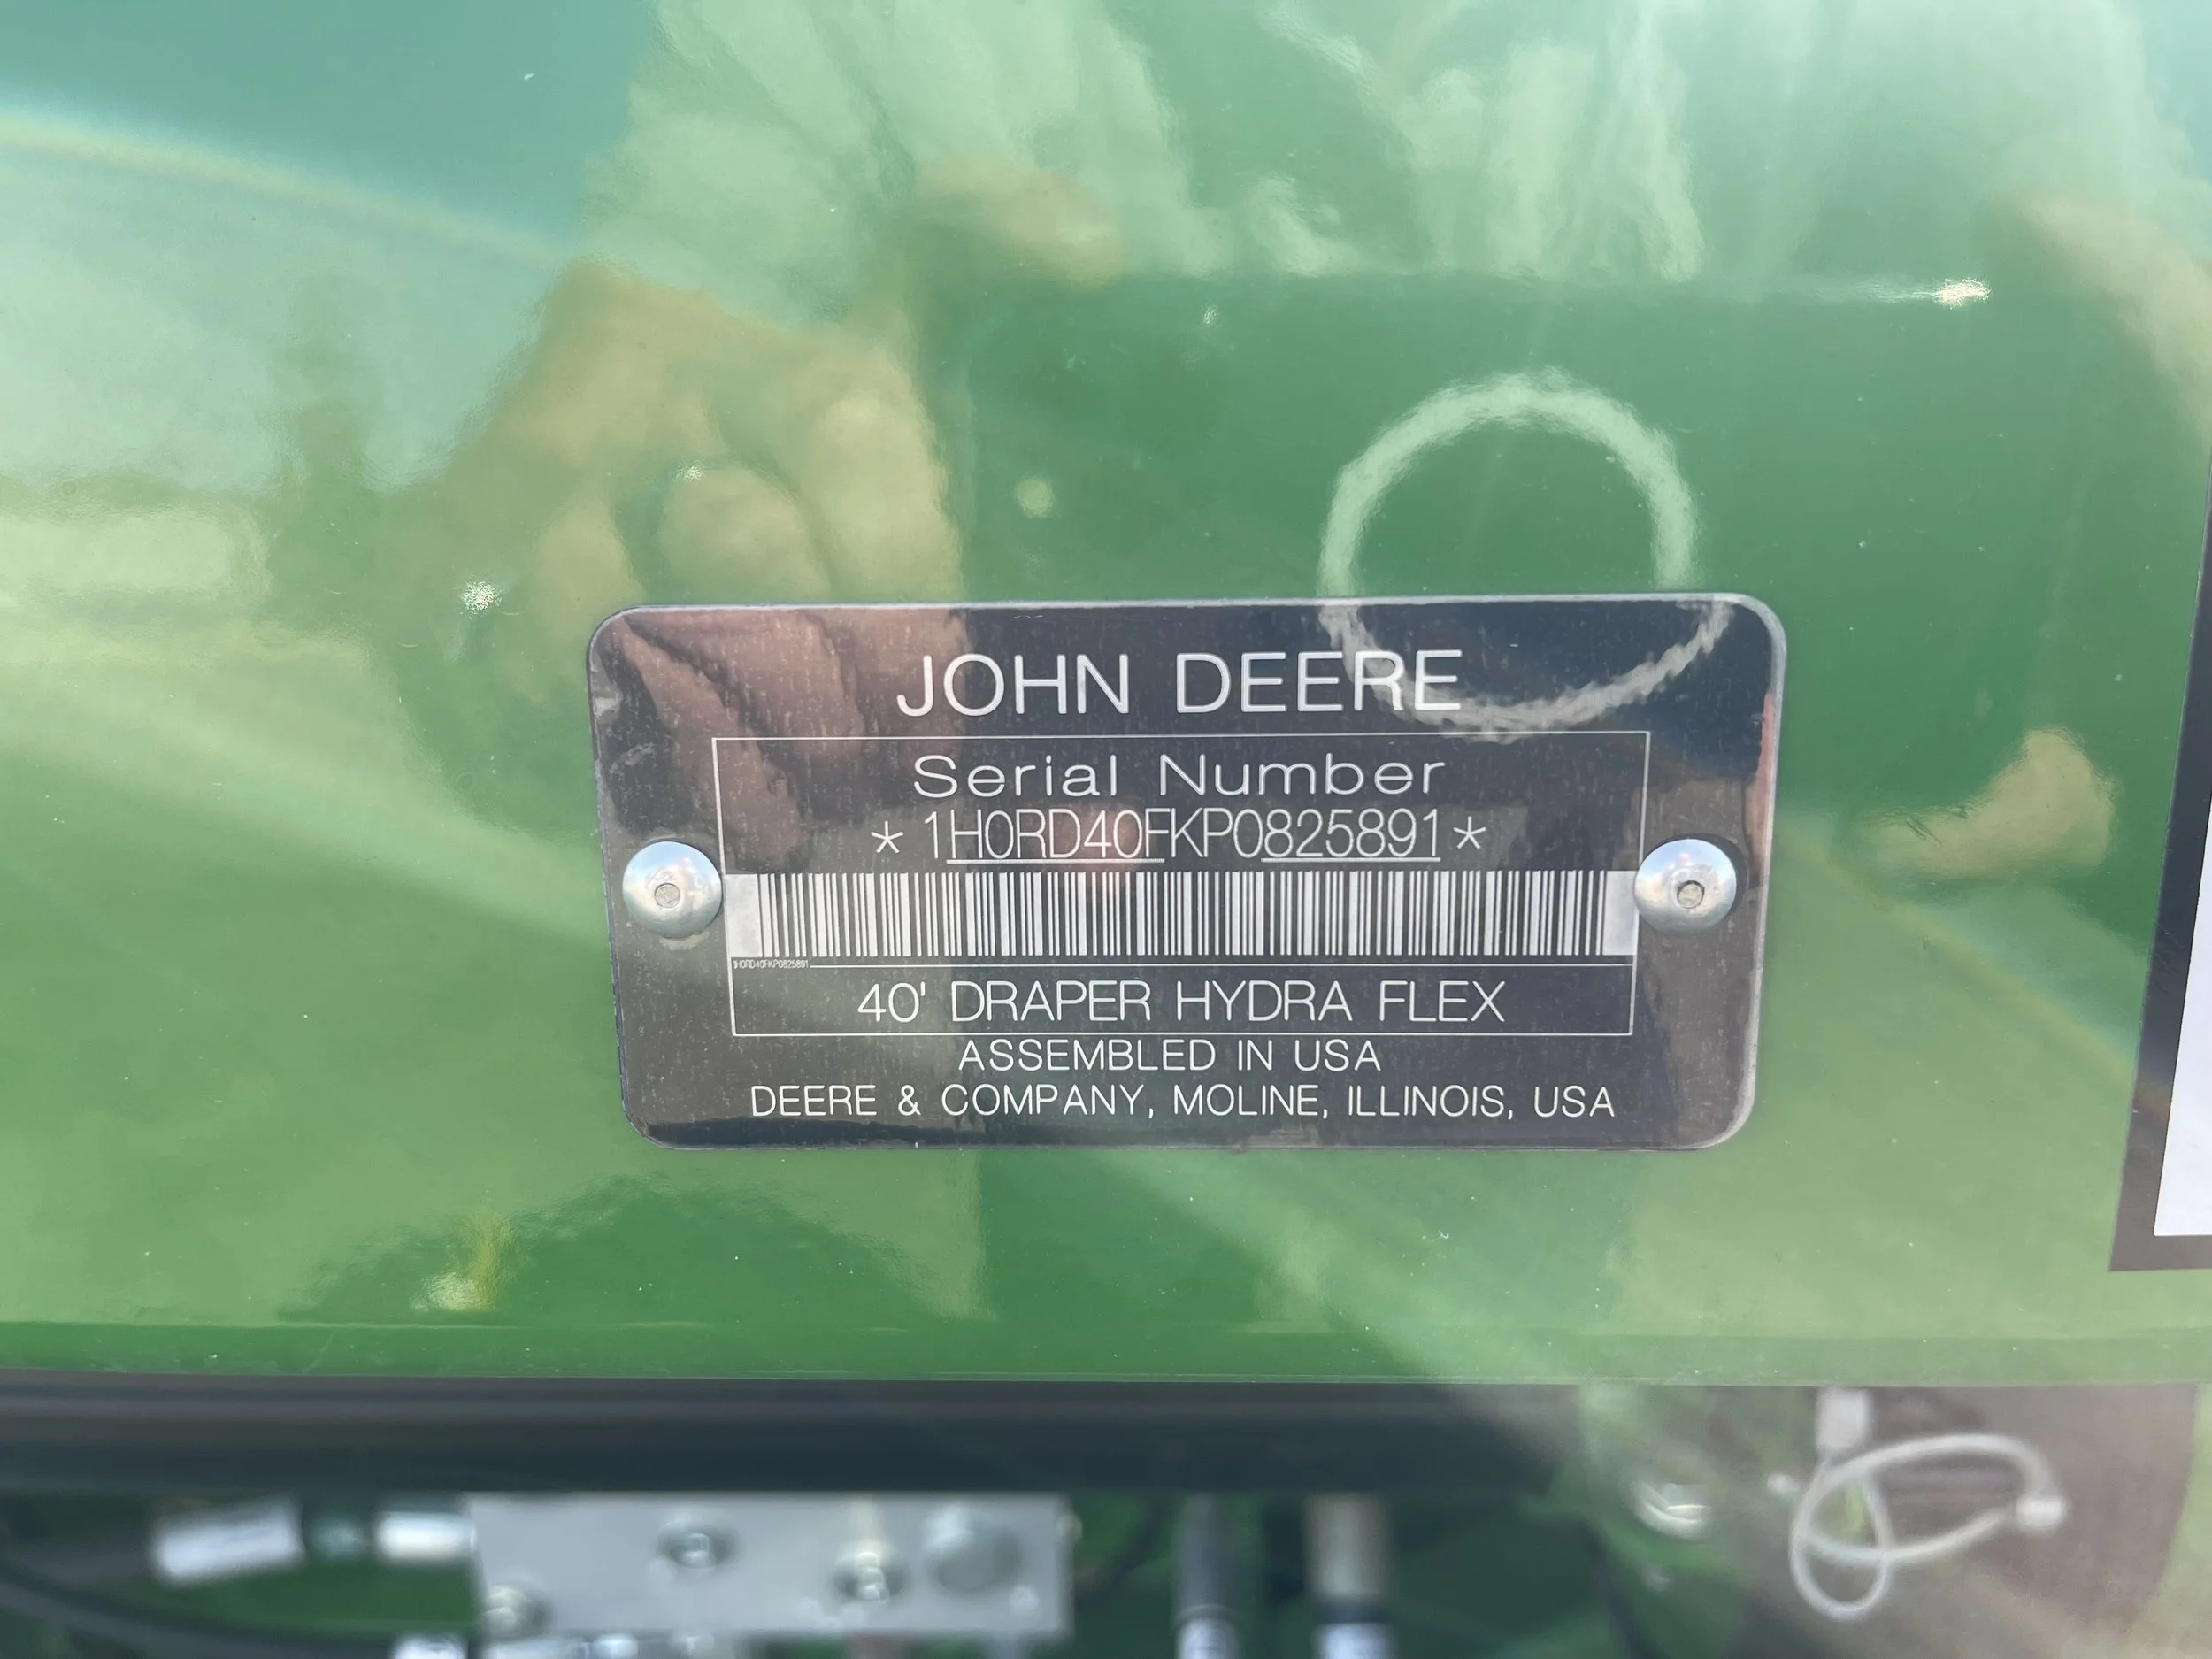 JOHN DEERE
Serial Number
*1H0RD40FKP0825891*
1H0RD40FKP0825891
40' DRAPER HYDRA FLEX
ASSEMBLED IN USA
DEERE & COMPANY, MOLINE, ILLINOIS, USA